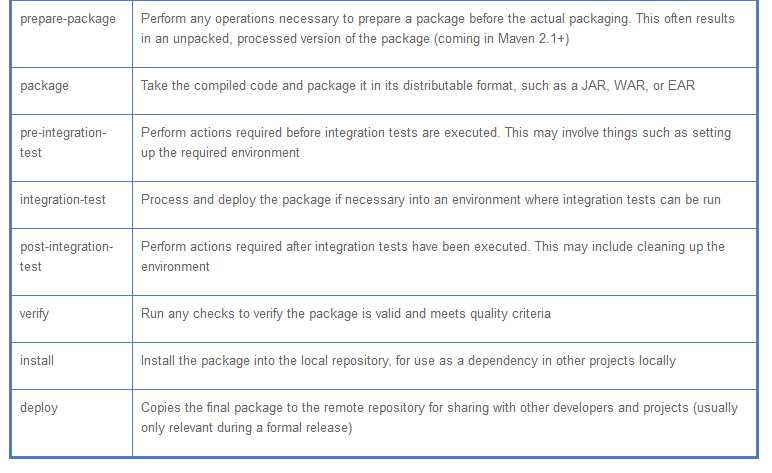 prepare-package
Perform any operations necessary to prepare a package before the actual packaging. This often results
in an unpacked, processed version of the package (coming in Maven 2.1+)
package
Take the compiled code and package it in its distributable format, such as a JAR, WAR, or EAR
pre-integration-
test
Perform actions required before integration tests are executed. This may involve things such as setting
up the required environment
integration-test
Process and deploy the package if necessary into an environment where integration tests can be run
post-integration-
test
Perform actions required after integration tests have been executed. This may include cleaning up the
environment
verify
Run any checks to verify the package is valid and meets quality criteria
install
Install the package into the local repository, for use as a dependency in other projects locally
deploy
Copies the final package to the remote repository for sharing with other developers and projects (usually
only relevant during a formal release)